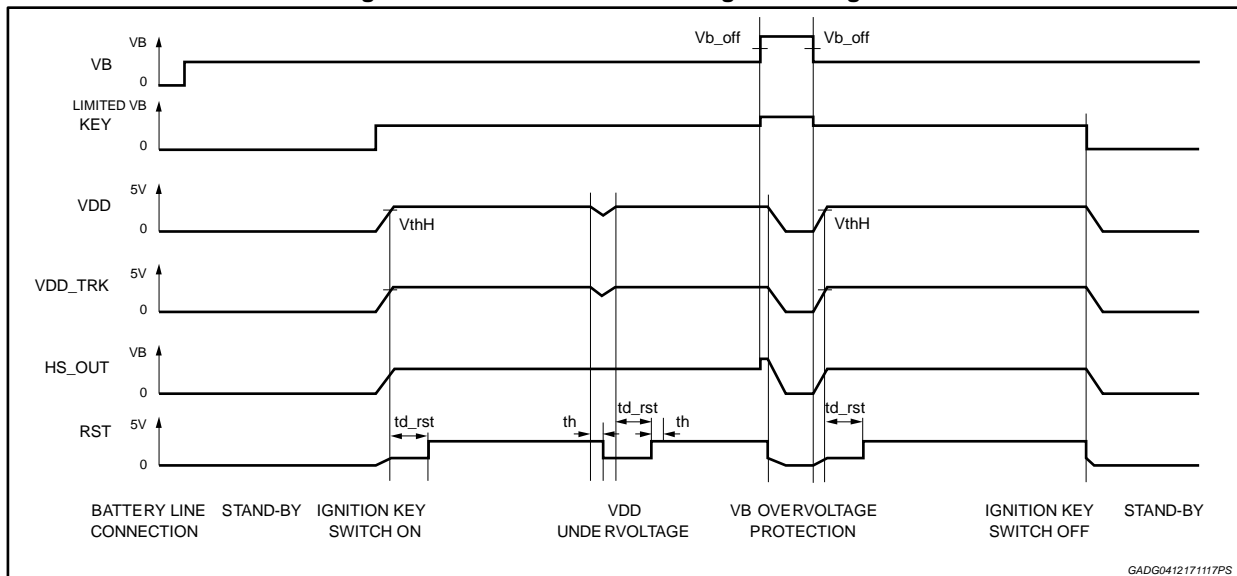 VB
Vb_off
Vb_off
VB
0
LIMITED VB
KEY
0
5V
VDD
VthH
VthH
0
5V
VDD_TRK
0
VB
HS_OUT
0
td_rst
th
td_rst
th
td_rst
RST
5V
0
BATTERY LINE CONNECTION
STAND-BY
IGNITION KEY SWITCH ON
VDD UNDERVOLTAGE
VB OVERVOLTAGE PROTECTION
IGNITION KEY SWITCH OFF
STAND-BY
GADG0412171117PS